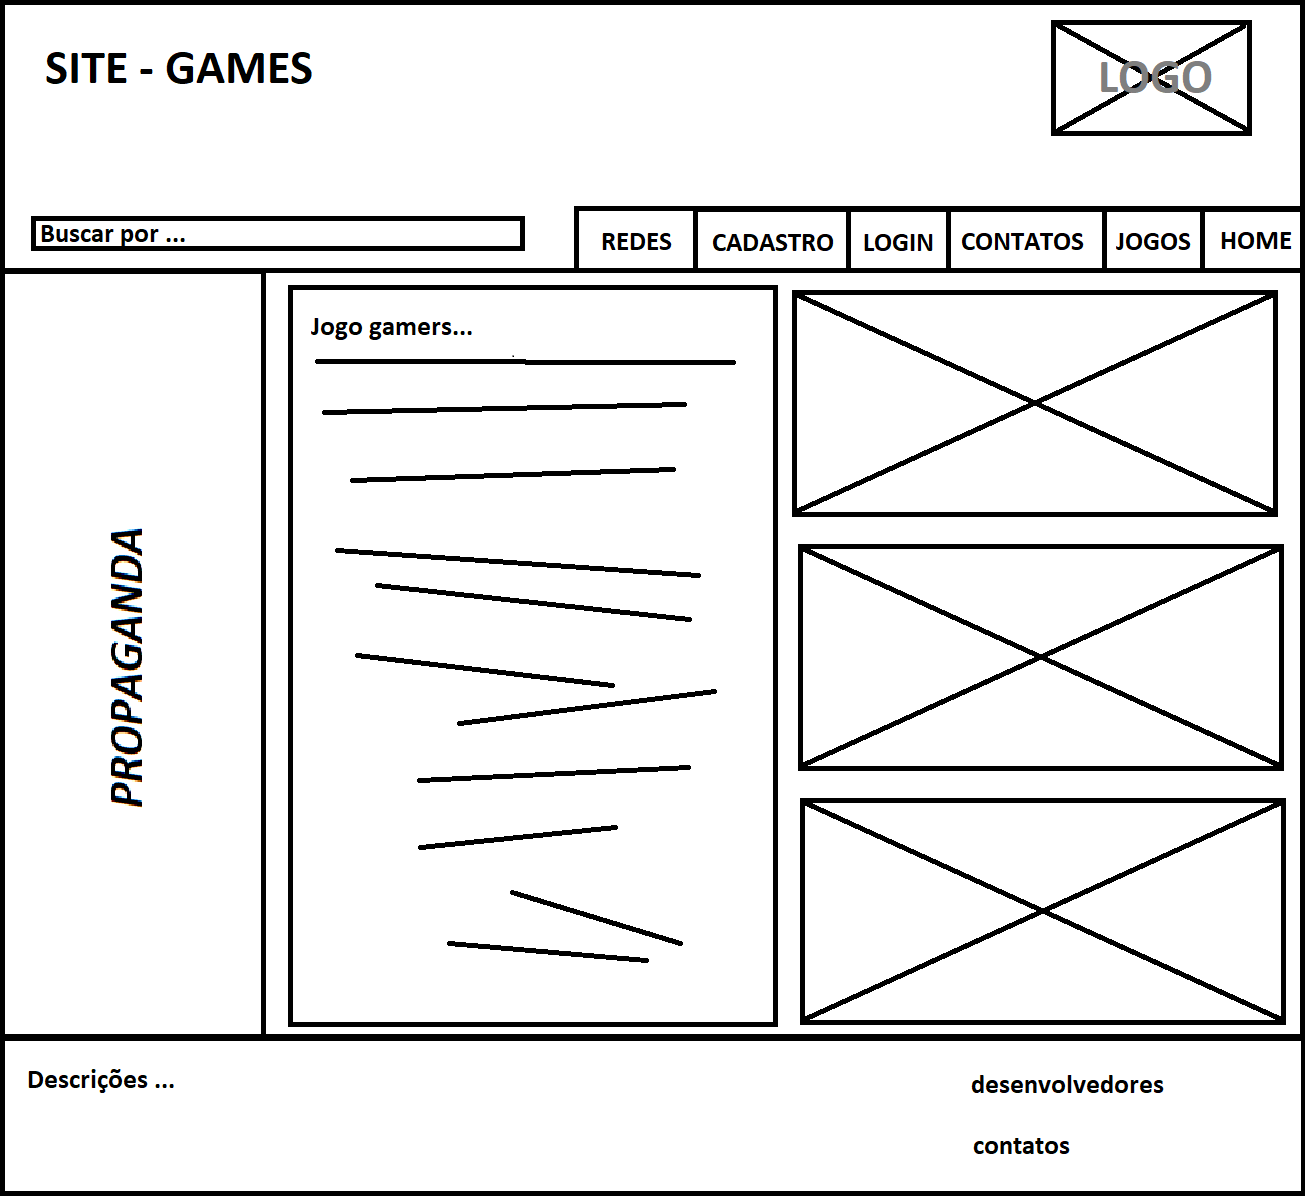 SITE - GAMES
LOGO
Buscar por ...
REDES
CADASTRO
LOGIN
CONTATOS
JOGOS
HOME
PROPAGANDA
Jogo gamers...
Descrições ...
desenvolvedores
contatos